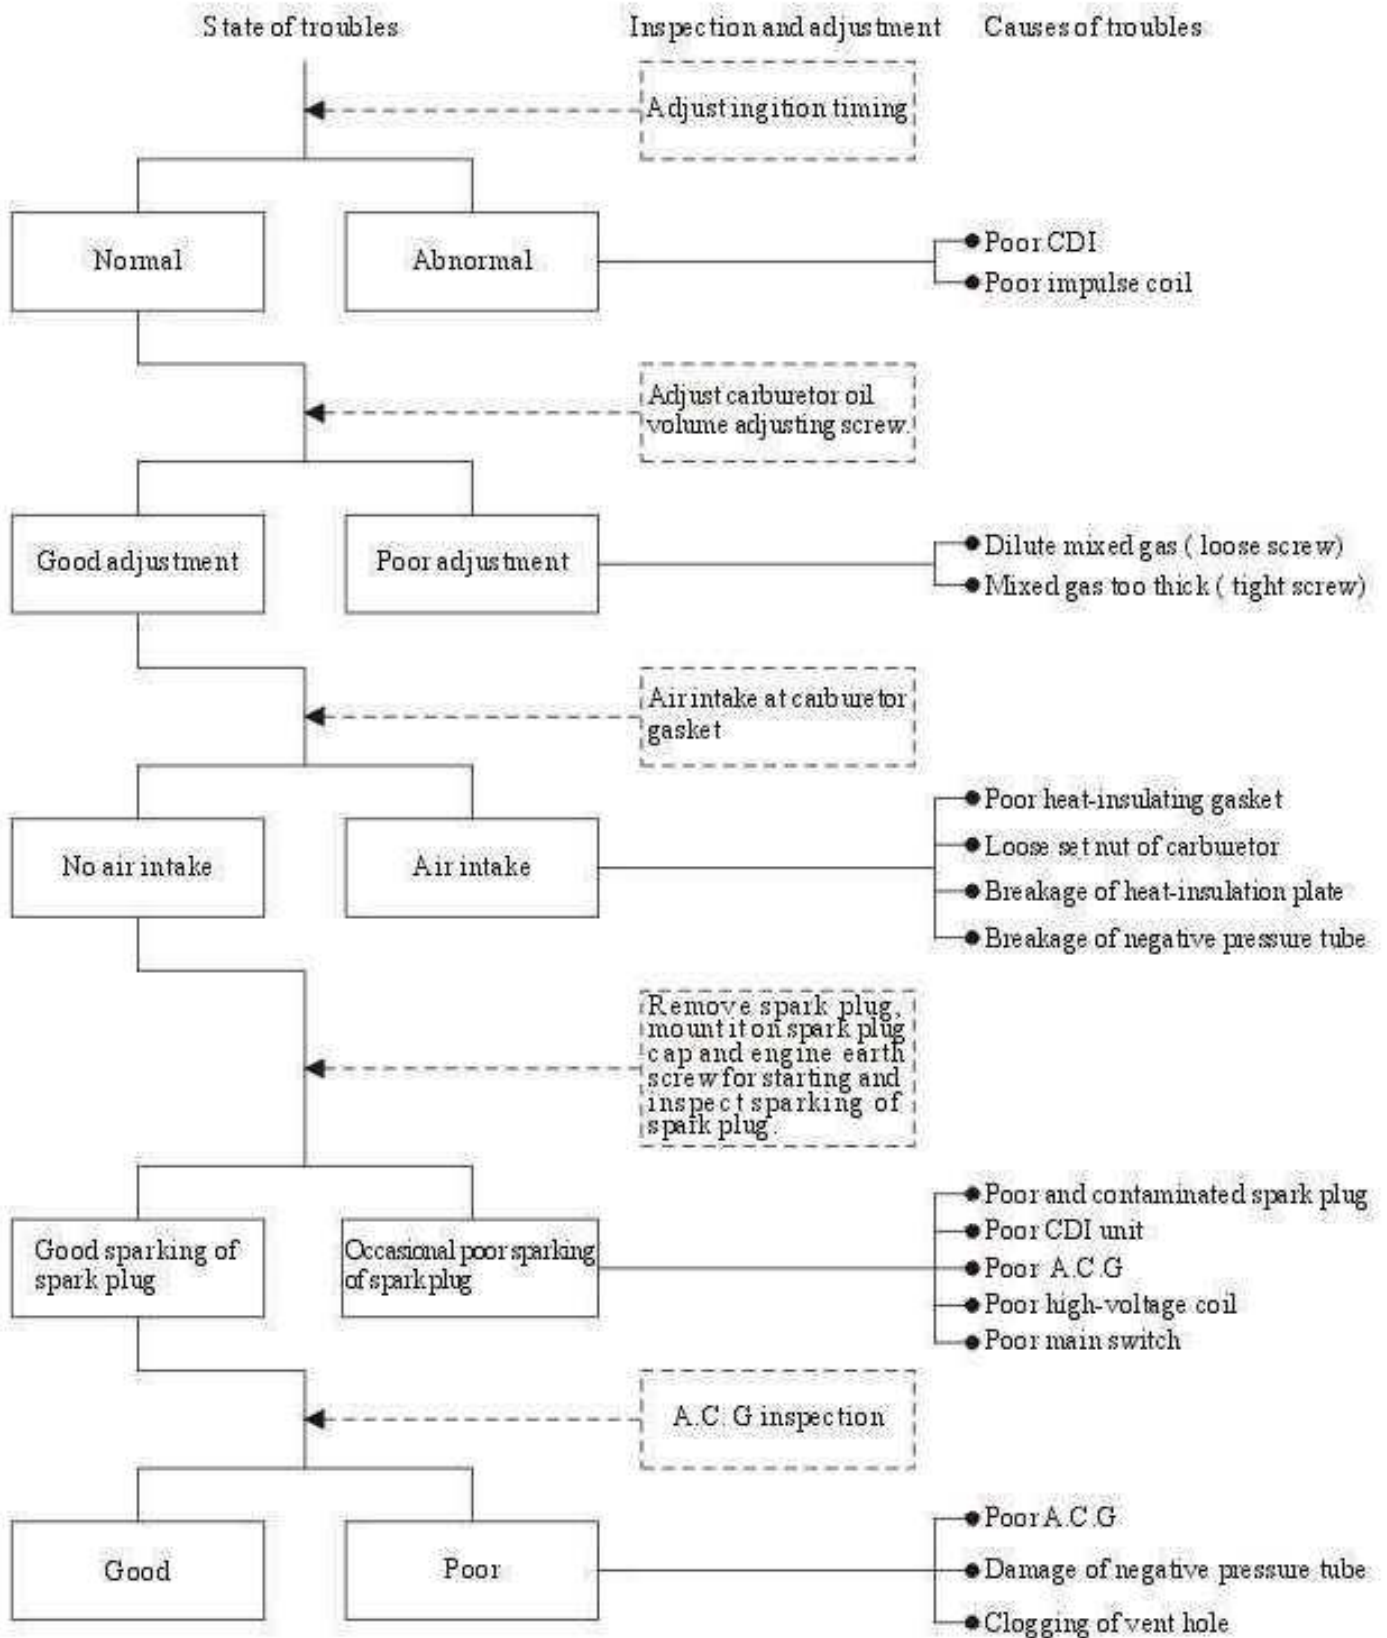 State of troubles
Inspection and adjustment
Causes of troubles
Adjust ingition timing
Normal
Abnormal
Poor CDI
Poor impulse coil
Adjust carburetor oil
volume adjusting screw.
Good adjustment
Poor adjustment
Dilute mixed gas ( loose screw)
Mixed gas too thick ( tight screw)
Air intake at carburetor
gasket
No air intake
Air intake
Poor heat-insulating gasket
Loose set nut of carburetor
Breakage of heat-insulation plate
Breakage of negative pressure tube
Remove spark plug,
mount it on spark plug
cap and engine earth
screw for starting and
inspect sparking of
spark plug.
Good sparking of
spark plug
Occasional poor sparking
of spark plug
Poor and contaminated spark plug
Poor CDI unit
Poor A.C.G
Poor high-voltage coil
Poor main switch
A.C. G inspection
Good
Poor
Poor A.C.G
Damage of negative pressure tube
Clogging of vent hole